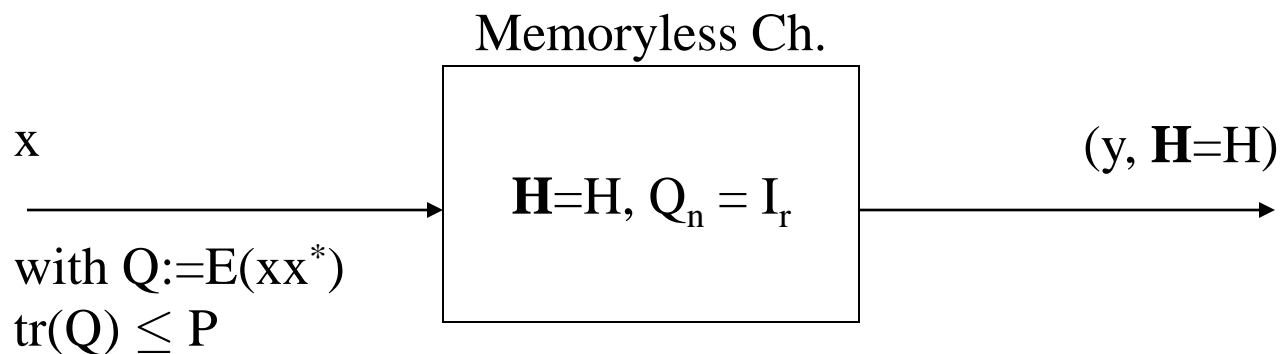 Memoryless Ch.
x
(y, H=H)
H=H, Qn = Ir
with Q:=E(xx*)
tr(Q) ≤ P